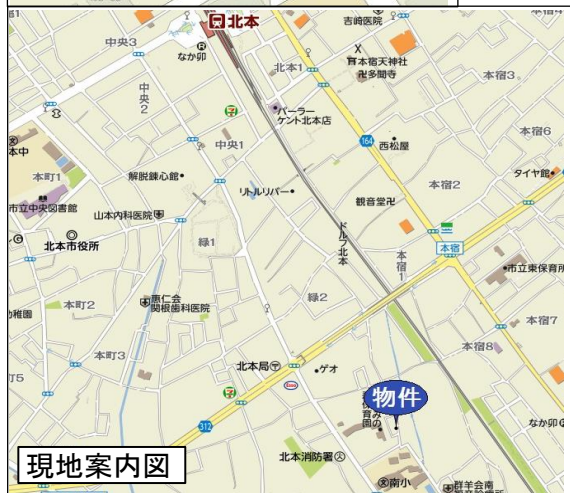 北本
吉崎医院
中央3
なか卯
北本1
本宿天神社
卍多聞寺
本宿3
中央2
パーラー
ケント北本店
164
西松屋
本宿6
本中
中央1
タイヤ館
本町1
解脱錬心館
リトルリバー
観音堂卍
本宿2
市立中央図書館
山本内科医院
ドルフ北本
北本市役所
緑1
本宿
本宿1
市立東保育所
本町2
恵仁会
関根歯科医院
緑2
幼稚園
本宿7
本町3
本宿8
北本局
ゲオ
Esso
物件
312
なか卯
育園
北本消防署
現地案内図
南小
群羊会南